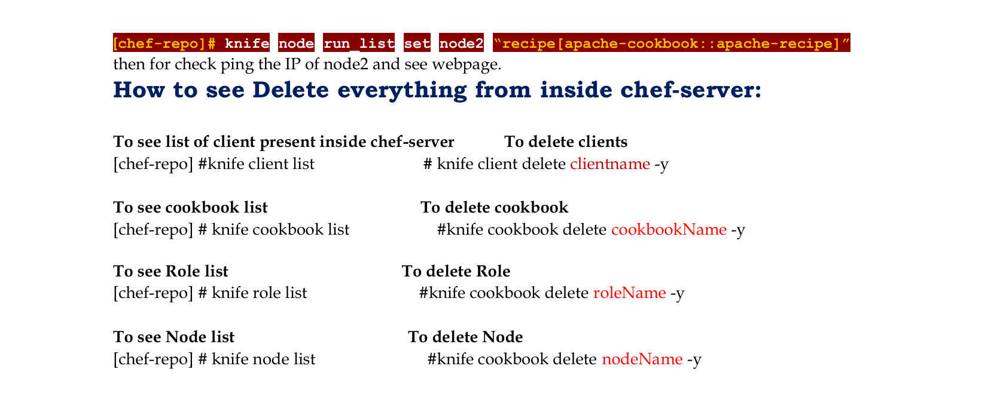 [chef-repo]# knife node run_list set node2 “recipe[apache-cookbook::apache-recipe]”
then for check ping the IP of node2 and see webpage.
How to see Delete everything from inside chef-server:
To see list of client present inside chef-server To delete clients
[chef-repo] #knife client list # knife client delete clientname -y
To see cookbook list To delete cookbook
[chef-repo] # knife cookbook list #knife cookbook delete cookbookName -y
To see Role list To delete Role
[chef-repo] # knife role list #knife cookbook delete roleName -y
To see Node list To delete Node
[chef-repo] # knife node list #knife cookbook delete nodeName -y